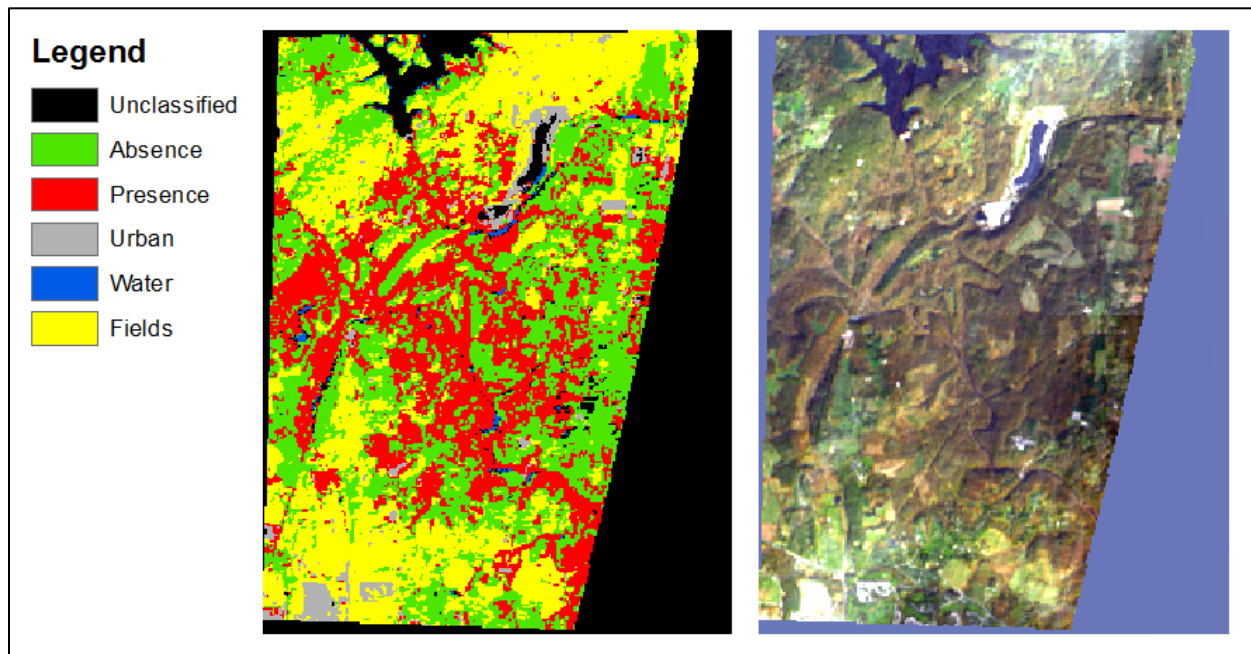 Legend
Unclassified
Absence
Presence
Urban
Water
Fields